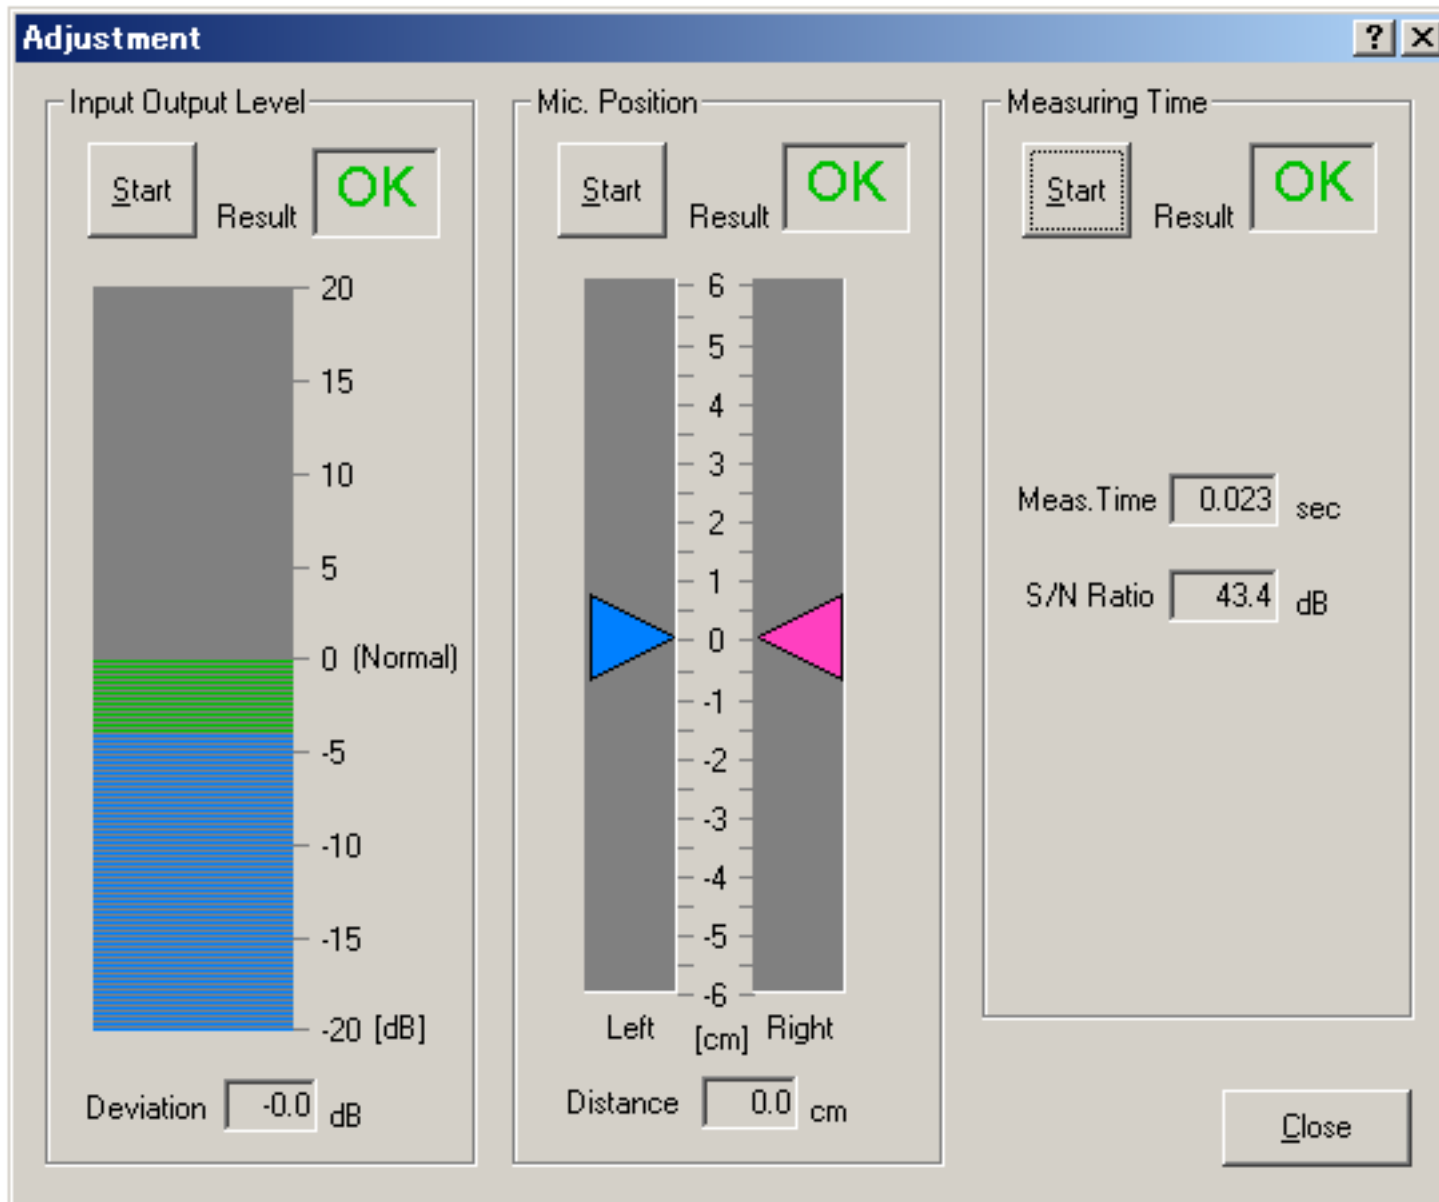 Adjustment
Input Output Level
Start
Result
OK
20
15
10
5
0 (Normal)
-5
-10
-15
-20 [dB]
Deviation -0.0 dB
Mic. Position
Start
Result
OK
6
5
4
3
2
1
0
-1
-2
-3
-4
-5
-6
Left [cm] Right
Distance 0.0 cm
Measuring Time
Start
Result
OK
Meas.Time 0.023 sec
S/N Ratio 43.4 dB
Close